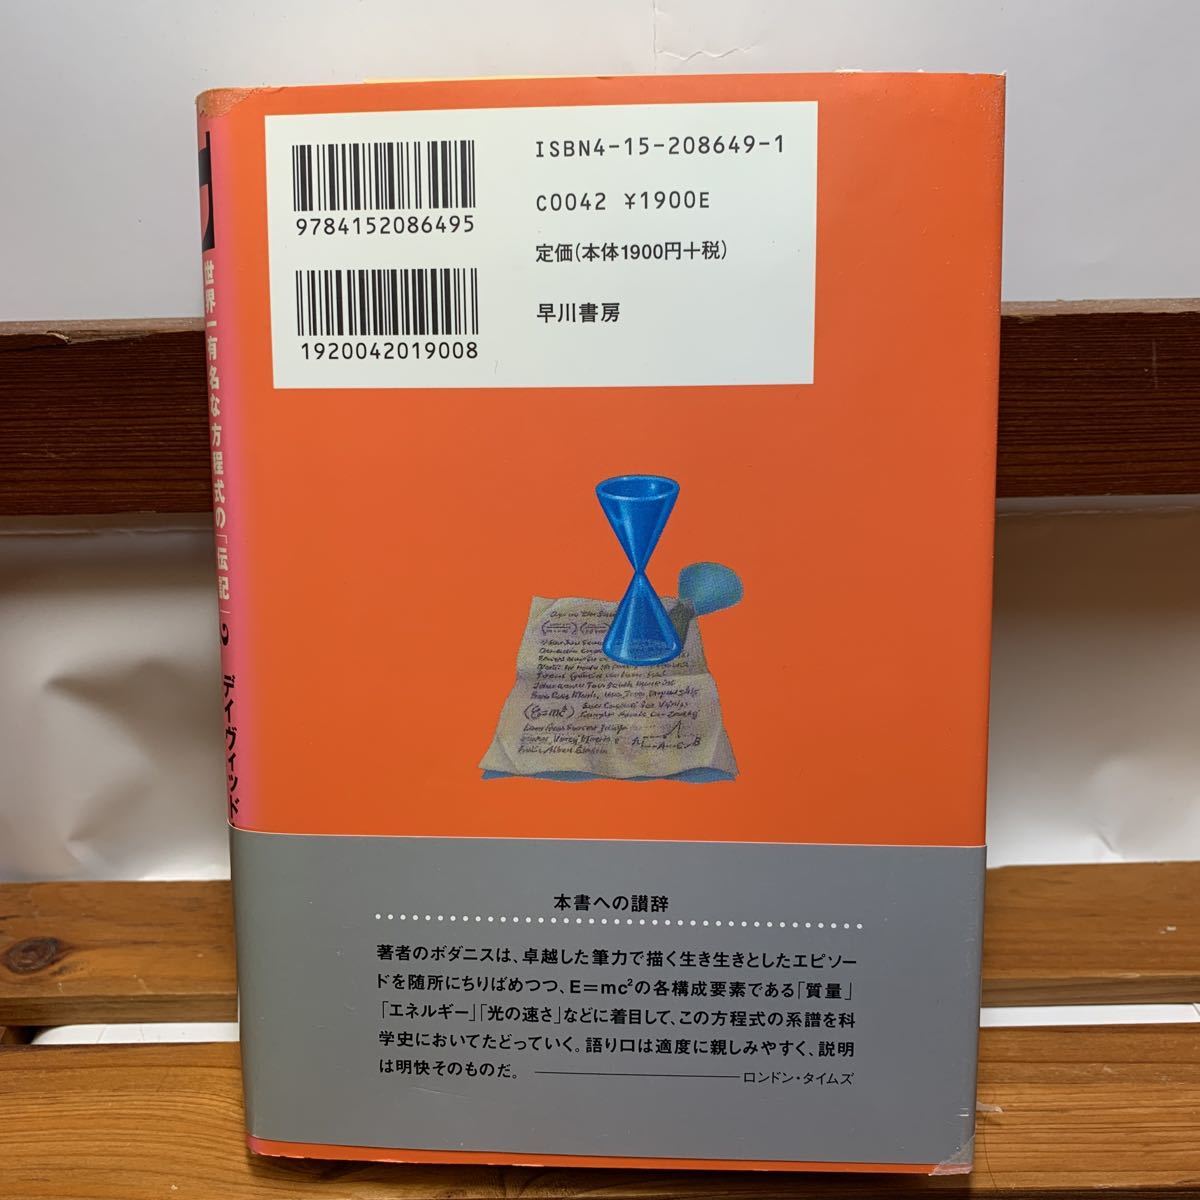 ISBN4-15-208649-1
9784152086495
C0042 ¥1900E
定価(本体1900円+税)
1920042019008
早川書房
世界一有名な方程式の「伝記」
デイヴィッド
本書への讃辞
著者のボダニスは、卓越した筆力で描く生き生きとしたエピソー
ドを随所にちりばめつつ、E=mc²の各構成要素である「質量」
「エネルギー」「光の速さ」などに着目して、この方程式の系譜を科
学史においてたどっていく。語り口は適度に親しみやすく、説明
は明快そのものだ。
ロンドン・タイムズ